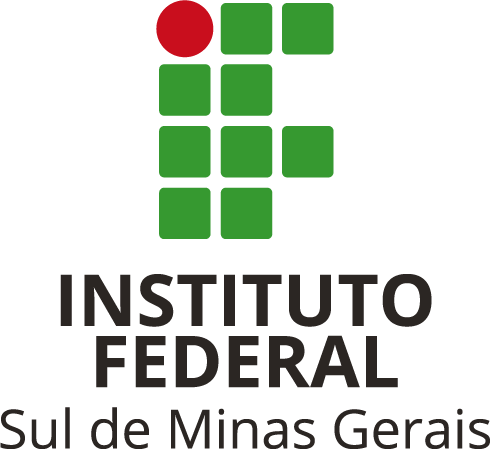 INSTITUTO
FEDERAL
Sul de Minas Gerais